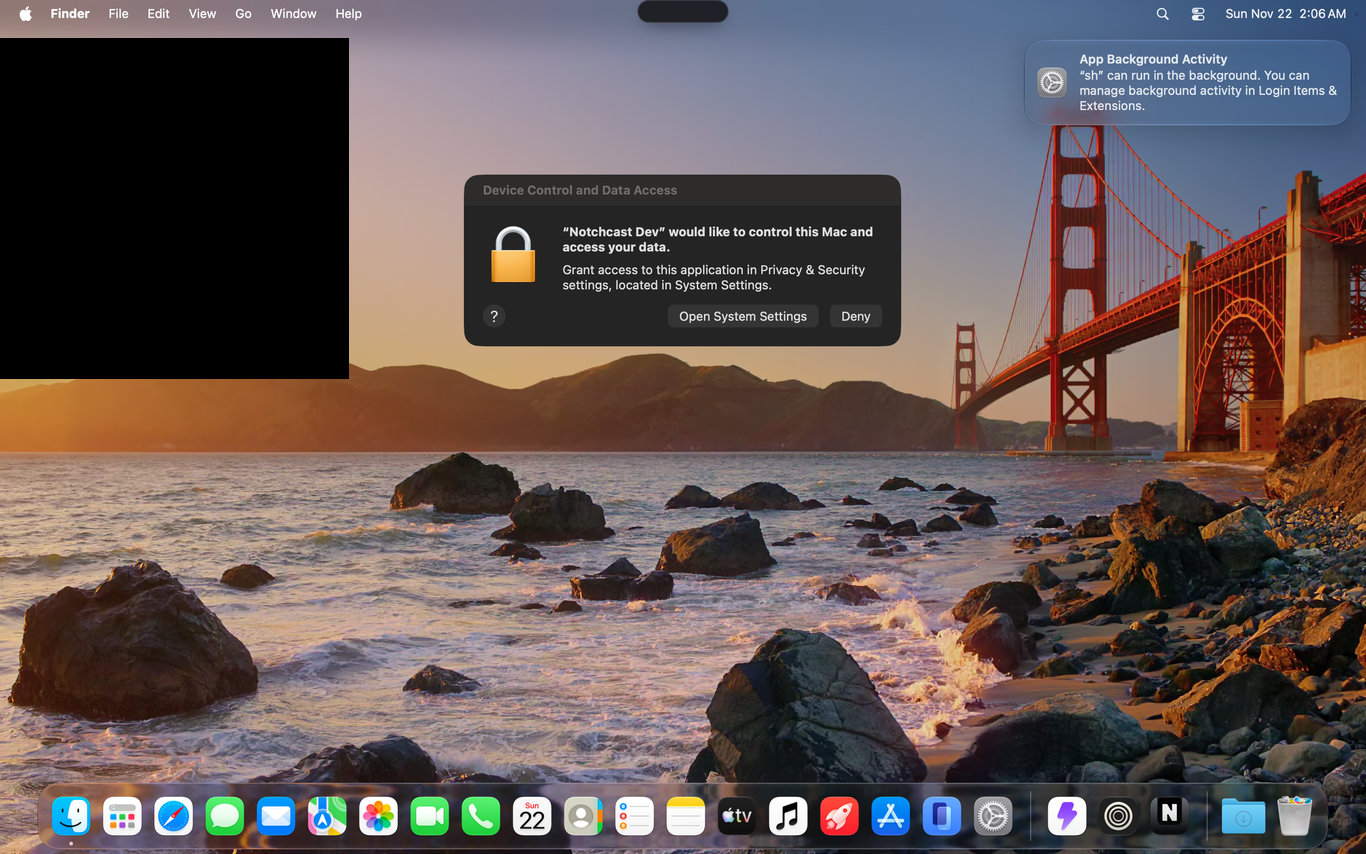 Finder File Edit View Go Window Help
Sun Nov 22 2:06 AM
App Background Activity
“sh” can run in the background. You can
manage background activity in Login Items &
Extensions.
Device Control and Data Access
“Notchcast Dev” would like to control this Mac and
access your data.
Grant access to this application in Privacy & Security
settings, located in System Settings.
? Open System Settings Deny
Sun
22
tv
N